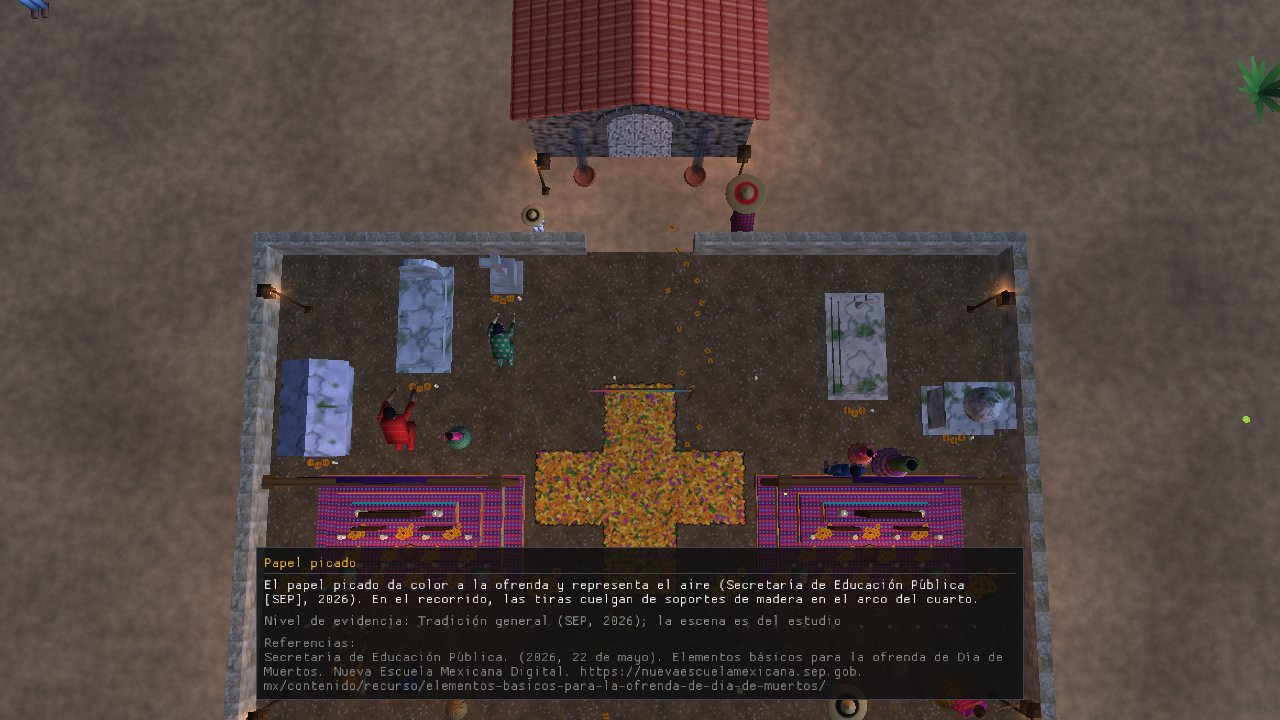 Papel picado
El papel picado da color a la ofrenda y representa el aire (Secretaría de Educación Pública
[SEP], 2026). En el recorrido, las tiras cuelgan de soportes de madera en el arco del cuarto.
Nivel de evidencia: Tradición general (SEP, 2026); la escena es del estudio
Referencias:
Secretaría de Educación Pública. (2026, 22 de mayo). Elementos básicos para la ofrenda de Día de
Muertos. Nueva Escuela Mexicana Digital. https://nuevaescuelamexicana.sep.gob.
mx/contenido/recurso/elementos-basicos-para-la-ofrenda-de-dia-de-muertos/